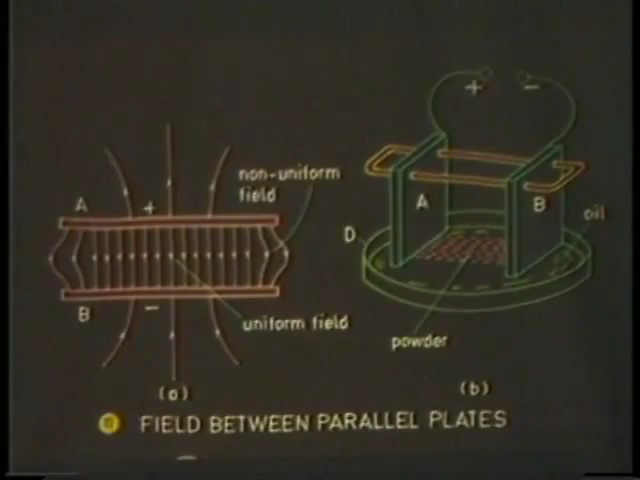 A
+
non-uniform
field
B
−
uniform field
(a)
+ −
A
B
oil
D
powder
(b)
FIELD BETWEEN PARALLEL PLATES